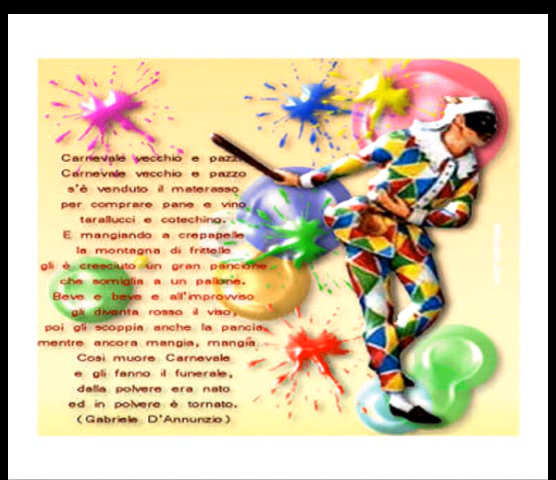 Carnevale vecchio e pazzo
Carnevale vecchio e pazzo
s'è venduto il materasso
per comprare pane e vino
tarallucci e cotechino.
E mangiando a crepapelle
la montagna di frittelle
gli è cresciuto un gran pancione
che somiglia a un pallone.
Beve e beve e all'improvviso
gli diventa rosso il viso,
poi gli scoppia anche la pancia,
mentre ancora mangia, mangia.
Così muore Carnevale
e gli fanno il funerale,
dalla polvere era nato
ed in polvere è tornato.
(Gabriele D'Annunzio)